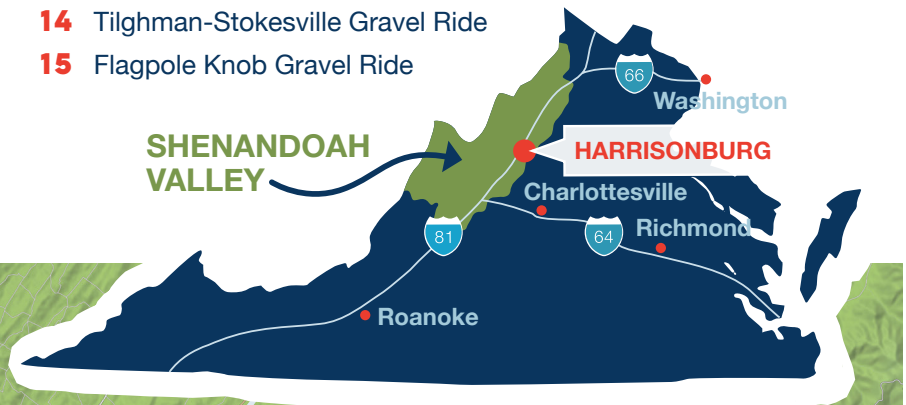 14 Tilghman-Stokesville Gravel Ride
15 Flagpole Knob Gravel Ride
66
Washington
SHENANDOAH
VALLEY
HARRISONBURG
Charlottesville
81
64
Richmond
Roanoke